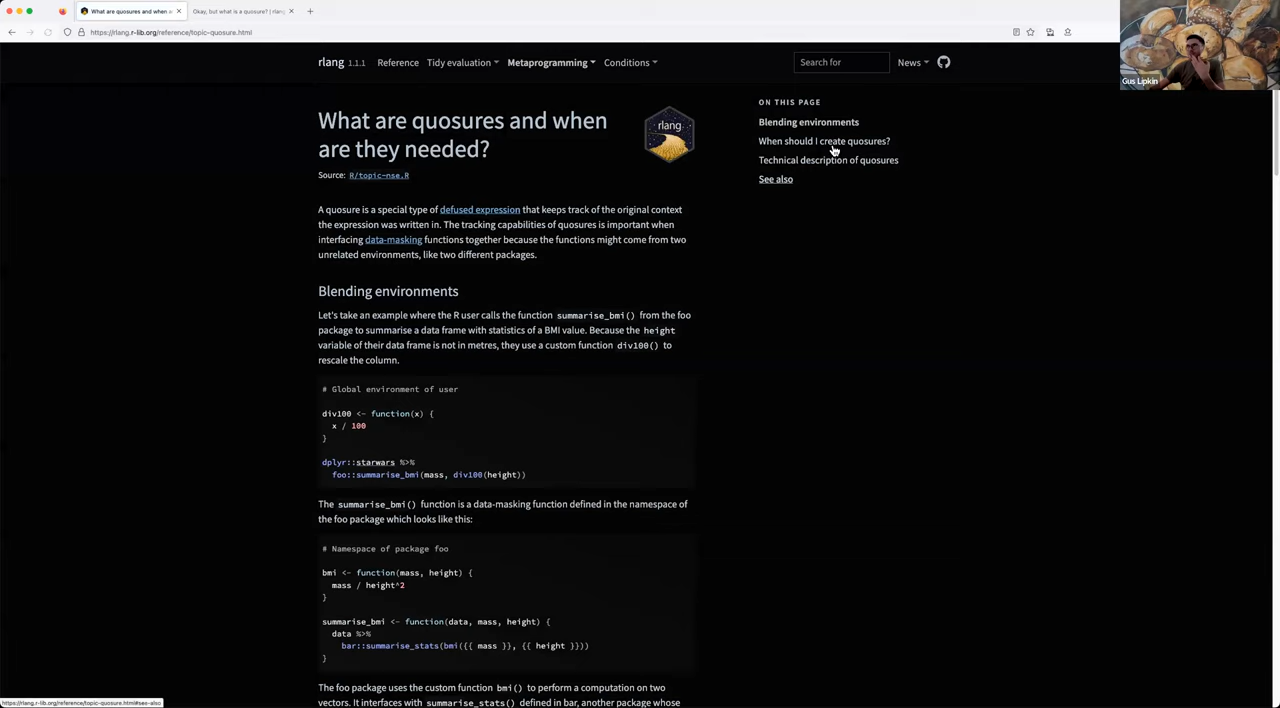 What are quosures and when a
Okay, but what is a quosure? | rlang
https://rlang.r-lib.org/reference/topic-quosure.html
Gus Lipkin
rlang 1.1.1 Reference Tidy evaluation Metaprogramming Conditions Search for News
ON THIS PAGE
Blending environments
When should I create quosures?
Technical description of quosures
See also
What are quosures and when
are they needed?
rlang
Source: R/topic-nse.R
A quosure is a special type of defused expression that keeps track of the original context
the expression was written in. The tracking capabilities of quosures is important when
interfacing data-masking functions together because the functions might come from two
unrelated environments, like two different packages.
Blending environments
Let's take an example where the R user calls the function summarise_bmi() from the foo
package to summarise a data frame with statistics of a BMI value. Because the height
variable of their data frame is not in metres, they use a custom function div100() to
rescale the column.
# Global environment of user
div100 <- function(x) {
x / 100
}
dplyr::starwars %>%
foo::summarise_bmi(mass, div100(height))
The summarise_bmi() function is a data-masking function defined in the namespace of
the foo package which looks like this:
# Namespace of package foo
bmi <- function(mass, height) {
mass / height^2
}
summarise_bmi <- function(data, mass, height) {
data %>%
bar::summarise_stats(bmi({{ mass }}, {{ height }}))
}
The foo package uses the custom function bmi() to perform a computation on two
vectors. It interfaces with summarise_stats() defined in bar, another package whose
https://rlang.r-lib.org/reference/topic-quosure.html#see-also